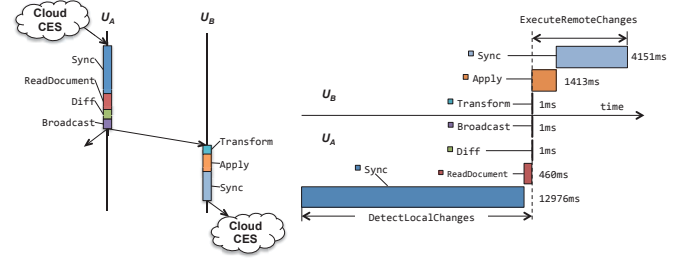 Cloud
CES
U_A
U_B
Sync
ReadDocument
Diff
Broadcast
Transform
Apply
Sync
Cloud
CES
ExecuteRemoteChanges
Sync
4151ms
Apply
1413ms
U_B
Transform
1ms
time
Broadcast
1ms
U_A
Diff
1ms
Sync
ReadDocument
460ms
12976ms
DetectLocalChanges